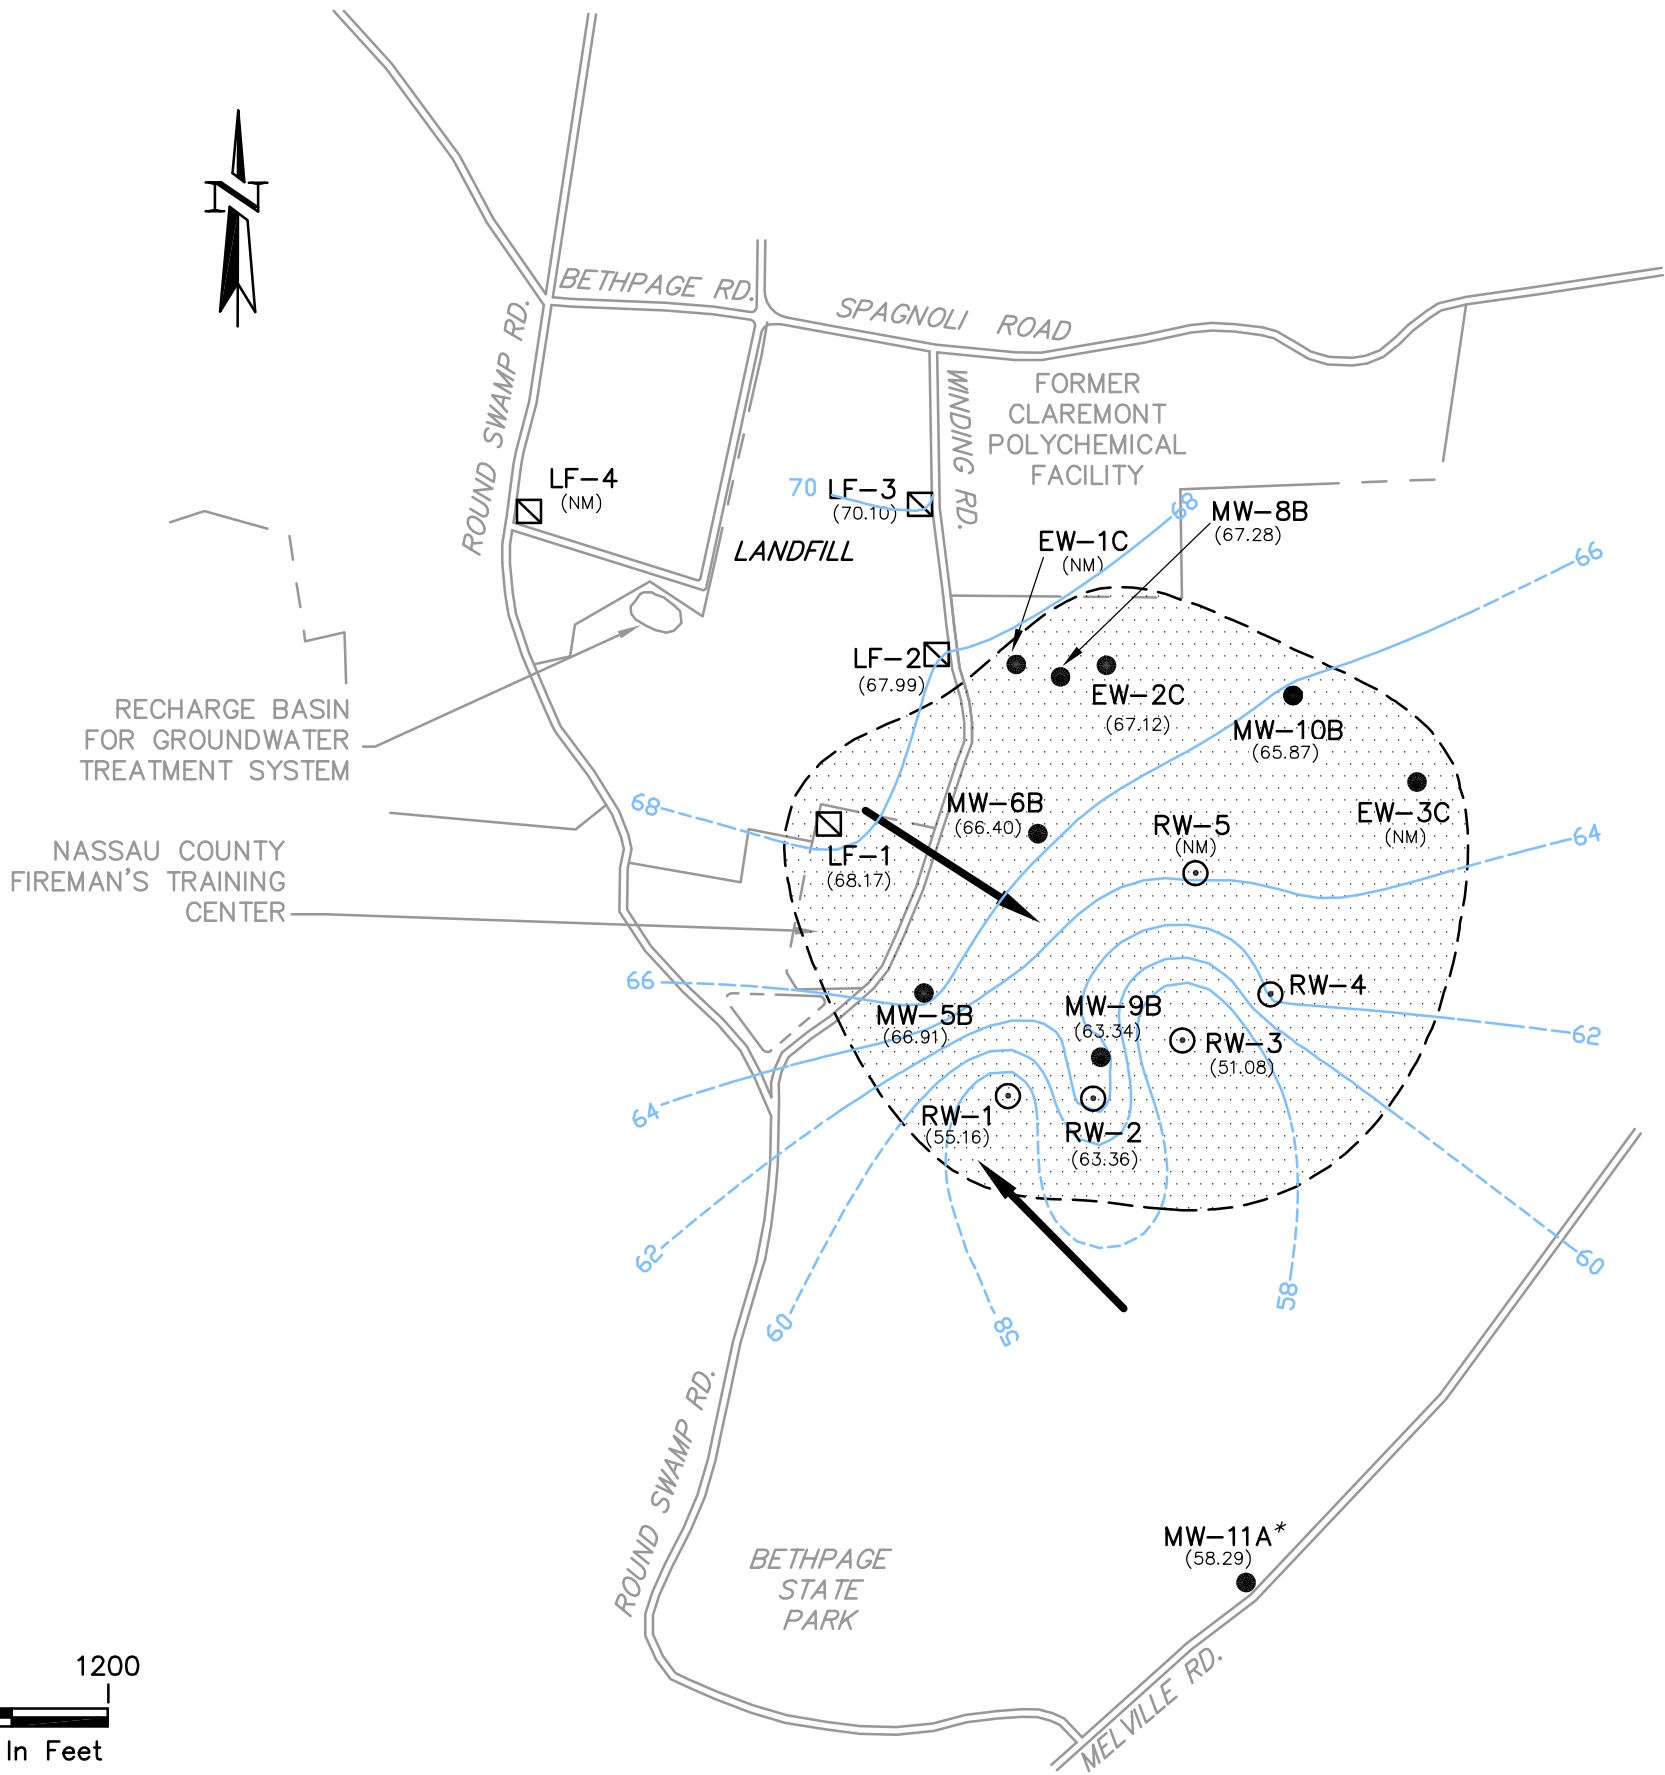 N
BETHPAGE RD.
SPAGNOLI ROAD
ROUND SWAMP RD.
WINDING RD.
FORMER
CLAREMONT
POLYCHEMICAL
FACILITY
LF-4
(NM)
70
LF-3
(70.10)
68
MW-8B
(67.28)
EW-1C
(NM)
LANDFILL
66
LF-2
(67.99)
EW-2C
(67.12)
MW-10B
(65.87)
RECHARGE BASIN
FOR GROUNDWATER
TREATMENT SYSTEM
68
MW-6B
(66.40)
RW-5
(NM)
EW-3C
(NM)
64
NASSAU COUNTY
FIREMAN'S TRAINING
CENTER
LF-1
(68.17)
66
MW-5B
(66.91)
MW-9B
(63.34)
RW-4
RW-3
(51.08)
62
64
RW-1
(55.16)
RW-2
(63.36)
62
60
58
58
60
ROUND SWAMP RD.
BETHPAGE
STATE
PARK
MW-11A*
(58.29)
MELVILLE RD.
1200
In Feet